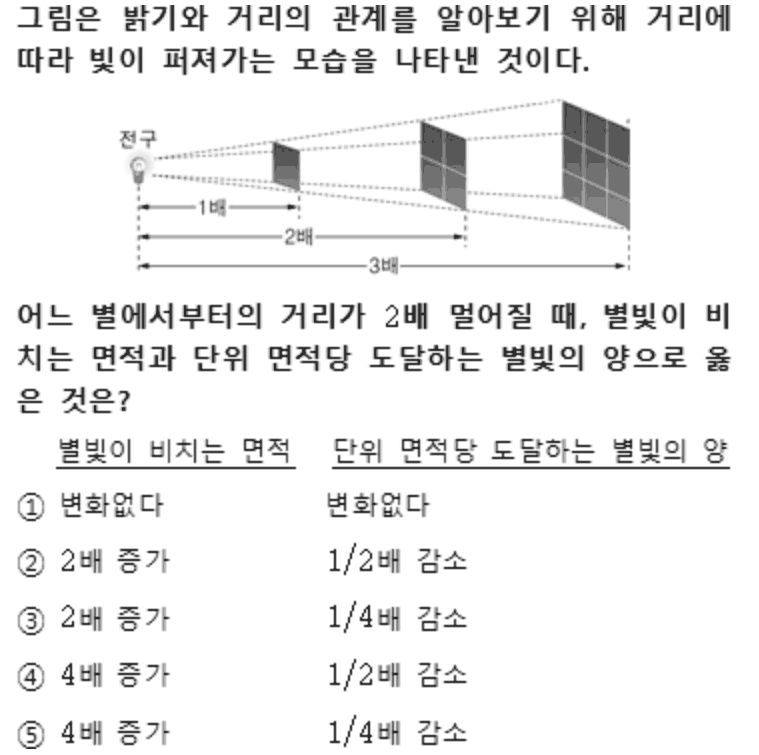 그림은 밝기와 거리의 관계를 알아보기 위해 거리에
따라 빛이 퍼져가는 모습을 나타낸 것이다.
전구
1배
2배
3배
어느 별에서부터의 거리가 2배 멀어질 때, 별빛이 비
치는 면적과 단위 면적당 도달하는 별빛의 양으로 옳
은 것은?
별빛이 비치는 면적 단위 면적당 도달하는 별빛의 양
① 변화없다 변화없다
② 2배 증가 1/2배 감소
③ 2배 증가 1/4배 감소
④ 4배 증가 1/2배 감소
⑤ 4배 증가 1/4배 감소